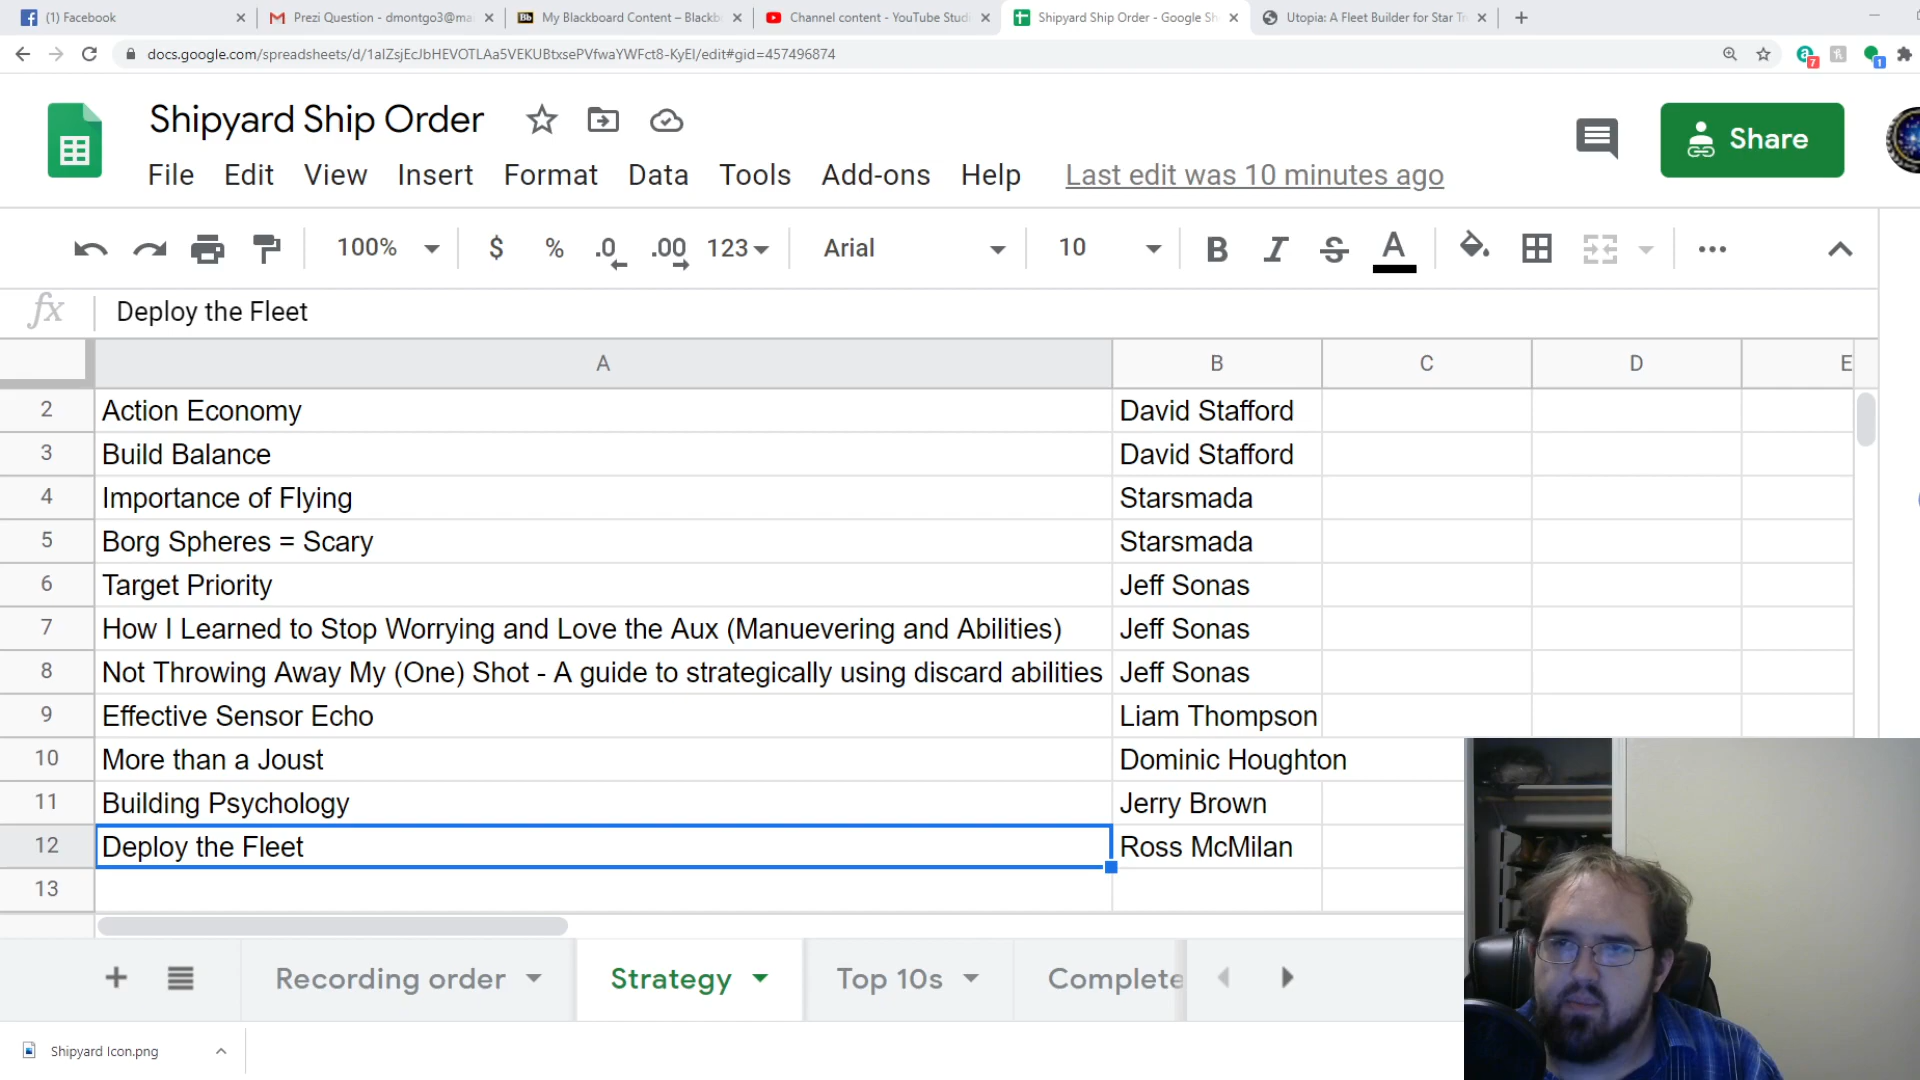 (1) Facebook
Prezi Question - dmontgo3@ma
My Blackboard Content – Blackb
Channel content - YouTube Studi
Shipyard Ship Order - Google Sh
Utopia: A Fleet Builder for Star Tr
docs.google.com/spreadsheets/d/1aIZsjEcJbHEVOTLAa5VEKUBtxsePVfwaYWFct8-KyEI/edit#gid=457496874
7
1
Shipyard Ship Order
Share
File Edit View Insert Format Data Tools Add-ons Help Last edit was 10 minutes ago
100% $ % .0 .00 123 Arial 10 B I S A
fx Deploy the Fleet
A B C D E
2 Action Economy David Stafford
3 Build Balance David Stafford
4 Importance of Flying Starsmada
5 Borg Spheres = Scary Starsmada
6 Target Priority Jeff Sonas
7 How I Learned to Stop Worrying and Love the Aux (Manuevering and Abilities) Jeff Sonas
8 Not Throwing Away My (One) Shot - A guide to strategically using discard abilities Jeff Sonas
9 Effective Sensor Echo Liam Thompson
10 More than a Joust Dominic Houghton
11 Building Psychology Jerry Brown
12 Deploy the Fleet Ross McMilan
13
Recording order Strategy Top 10s Complete
Shipyard Icon.png